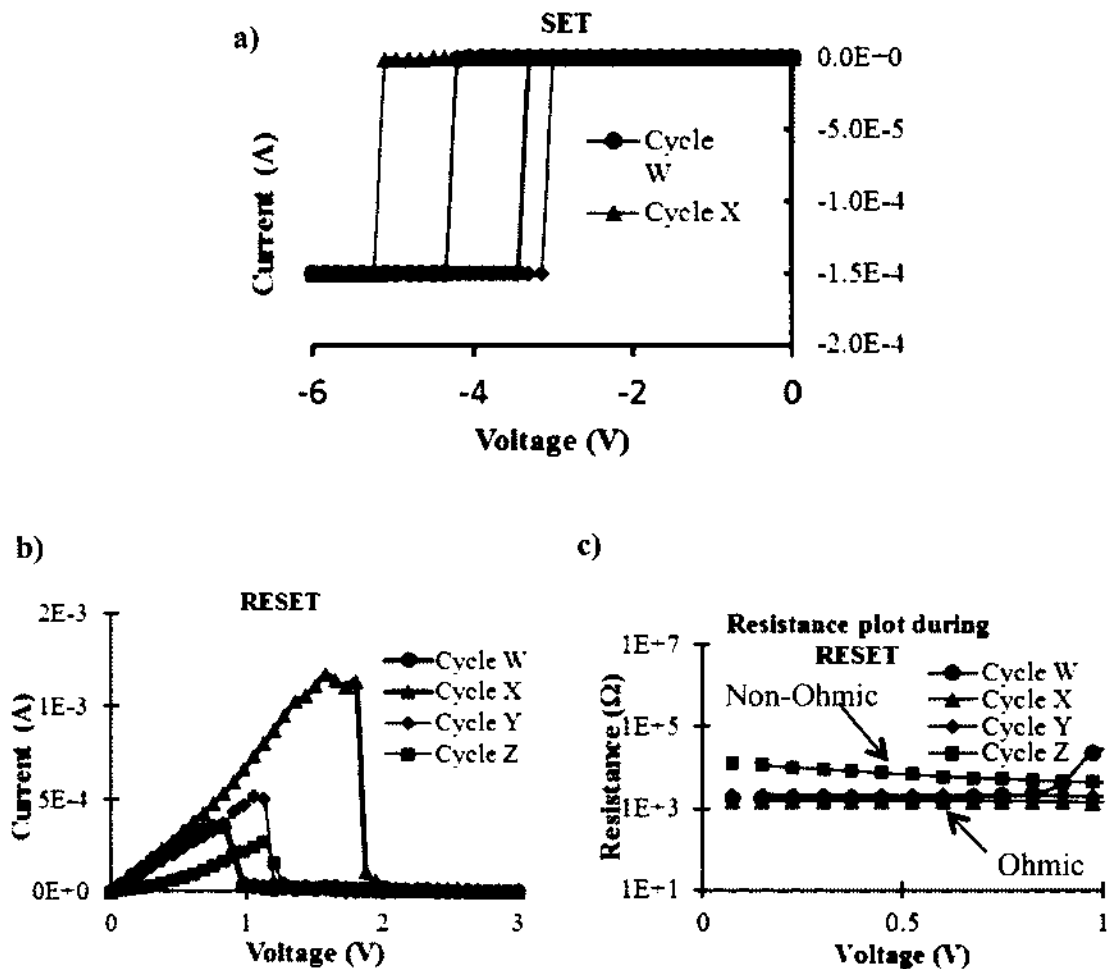 a)
SET
0.0E+0
-5.0E-5
-1.0E-4
-1.5E-4
-2.0E-4
Current (A)
Cycle
W
Cycle X
-6
-4
-2
0
Voltage (V)
b)
RESET
2E-3
1E-3
5E-4
0E+0
Current (A)
Cycle W
Cycle X
Cycle Y
Cycle Z
0
1
2
3
Voltage (V)
c)
Resistance plot during
RESET
1E+7
1E+5
1E+3
1E+1
Resistance (Ω)
Cycle W
Cycle X
Cycle Y
Cycle Z
Non-Ohmic
Ohmic
0
0.5
1
Voltage (V)